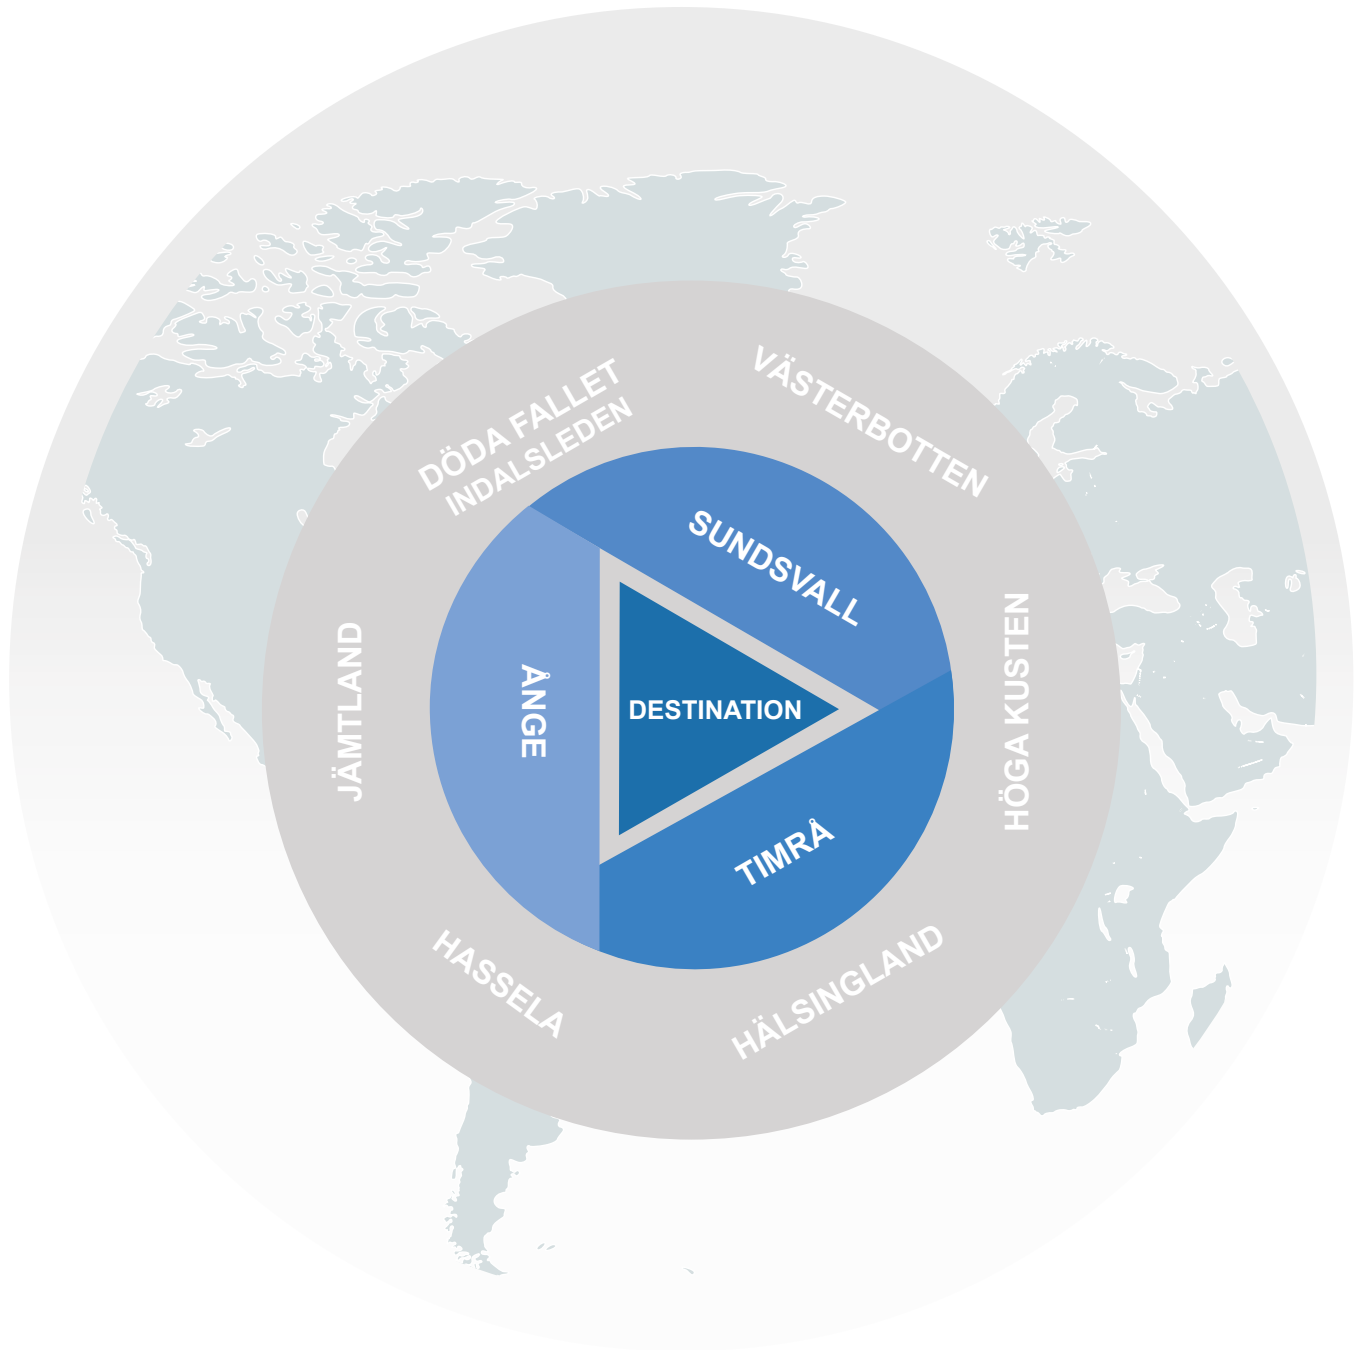 DÖDA FALLET
INDALSLEDEN
VÄSTERBOTTEN
SUNDSVALL
JÄMTLAND
ÅNGE
DESTINATION
HÖGA KUSTEN
TIMRÅ
HASSELA
HÄLSINGLAND